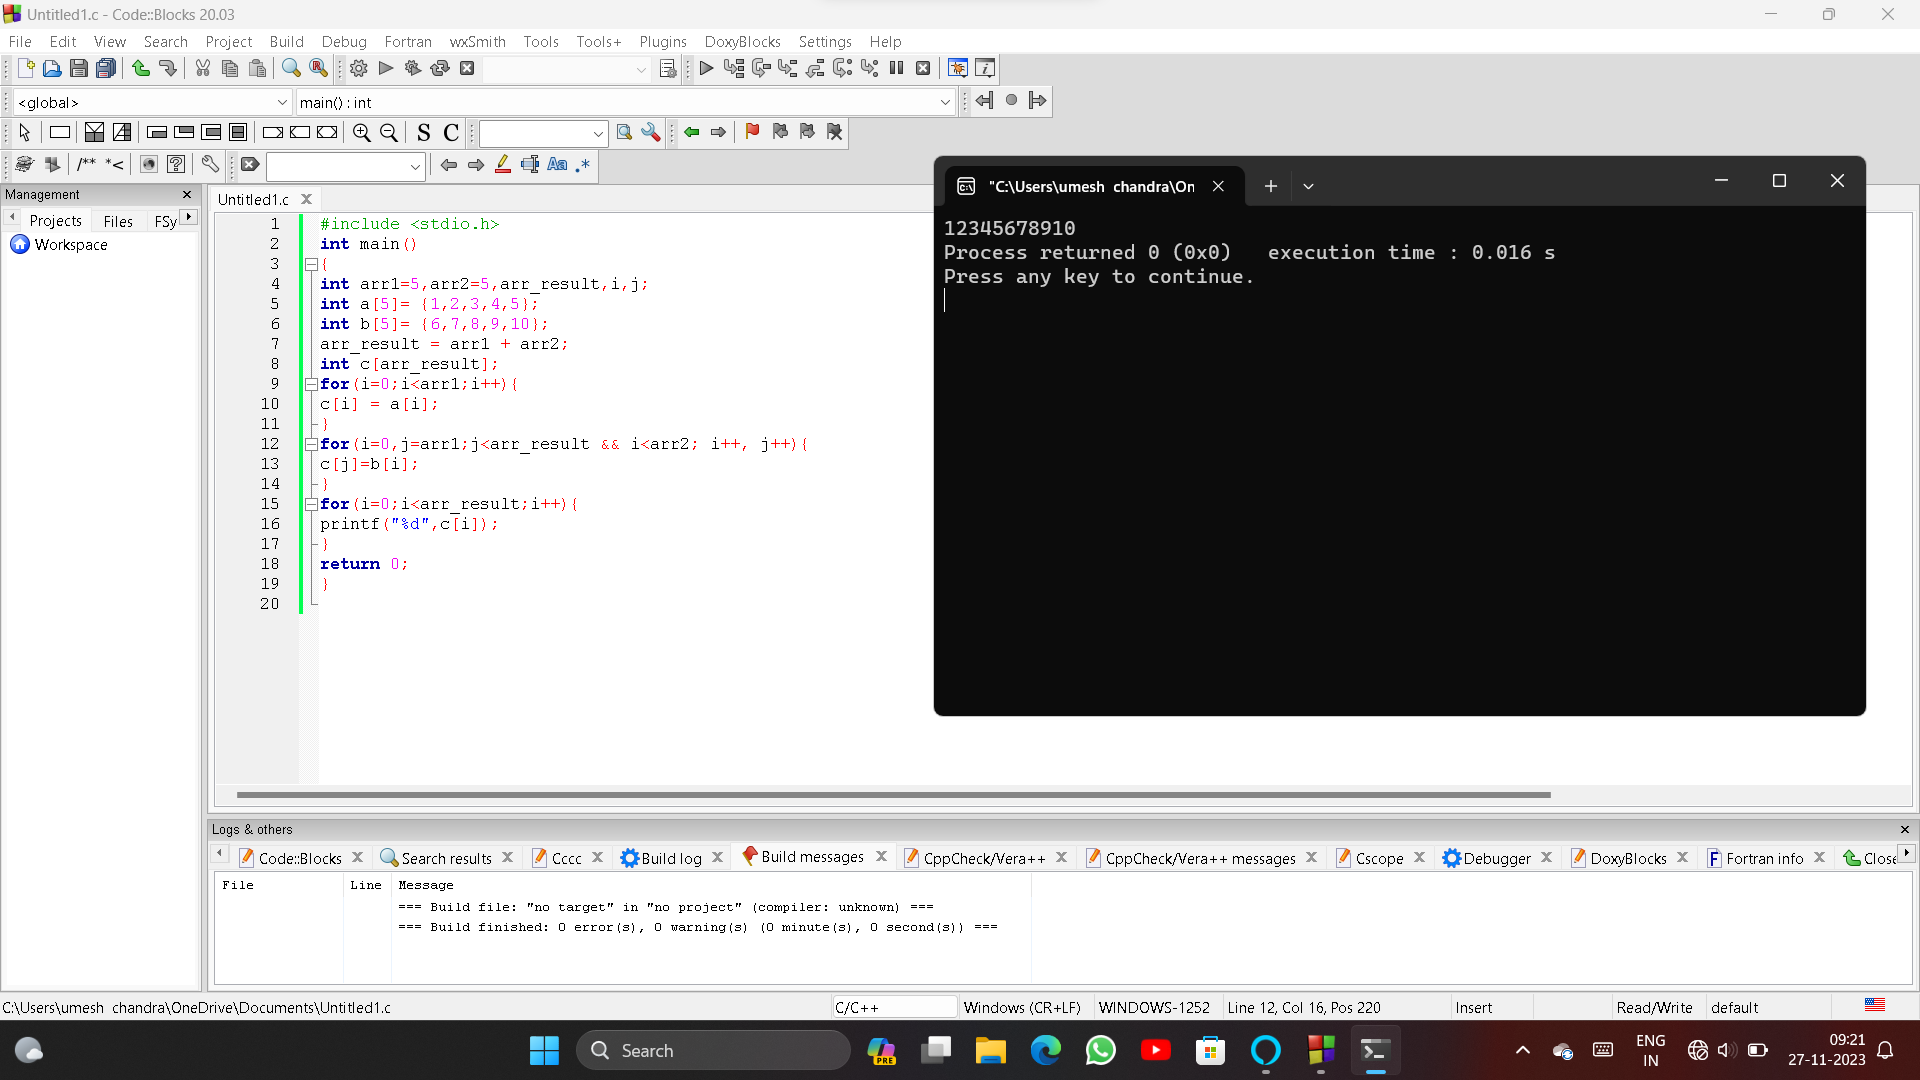 Untitled1.c - Code::Blocks 20.03
File Edit View Search Project Build Debug Fortran wxSmith Tools Tools+ Plugins DoxyBlocks Settings Help
<global> main() : int
S C
/** *<
Aa .*
Management
Projects Files FSy
Workspace
Untitled1.c
1 #include <stdio.h>
2 int main()
3 {
4 int arr1=5,arr2=5,arr_result,i,j;
5 int a[5]= {1,2,3,4,5};
6 int b[5]= {6,7,8,9,10};
7 arr_result = arr1 + arr2;
8 int c[arr_result];
9 for(i=0;i<arr1;i++){
10 c[i] = a[i];
11 }
12 for(i=0,j=arr1;j<arr_result && i<arr2; i++, j++){
13 c[j]=b[i];
14 }
15 for(i=0;i<arr_result;i++){
16 printf("%d",c[i]);
17 }
18 return 0;
19 }
20
"C:\Users\umesh chandra\On
12345678910
Process returned 0 (0x0) execution time : 0.016 s
Press any key to continue.
Logs & others
Code::Blocks Search results Cccc Build log Build messages CppCheck/Vera++ CppCheck/Vera++ messages Cscope Debugger DoxyBlocks Fortran info Close
File Line Message
=== Build file: "no target" in "no project" (compiler: unknown) ===
=== Build finished: 0 error(s), 0 warning(s) (0 minute(s), 0 second(s)) ===
C:\Users\umesh chandra\OneDrive\Documents\Untitled1.c C/C++ Windows (CR+LF) WINDOWS-1252 Line 12, Col 16, Pos 220 Insert Read/Write default
Search
PRE
ENG
IN
09:21
27-11-2023